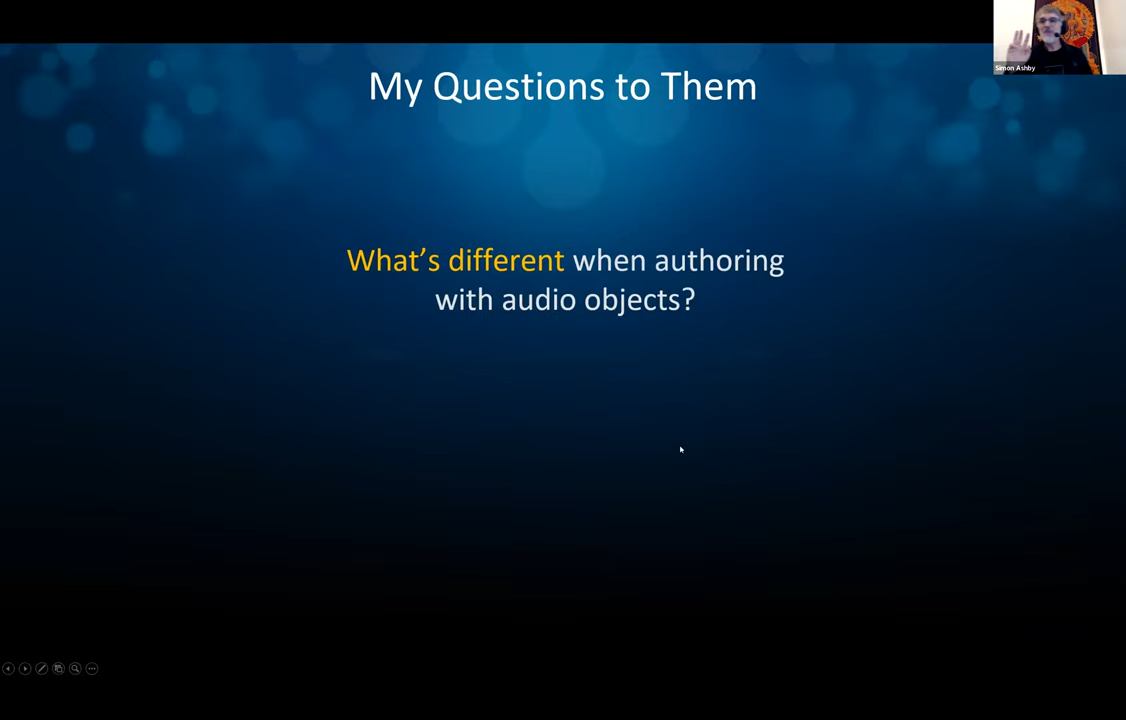 My Questions to Them
What’s different when authoring
with audio objects?
Simon Ashby